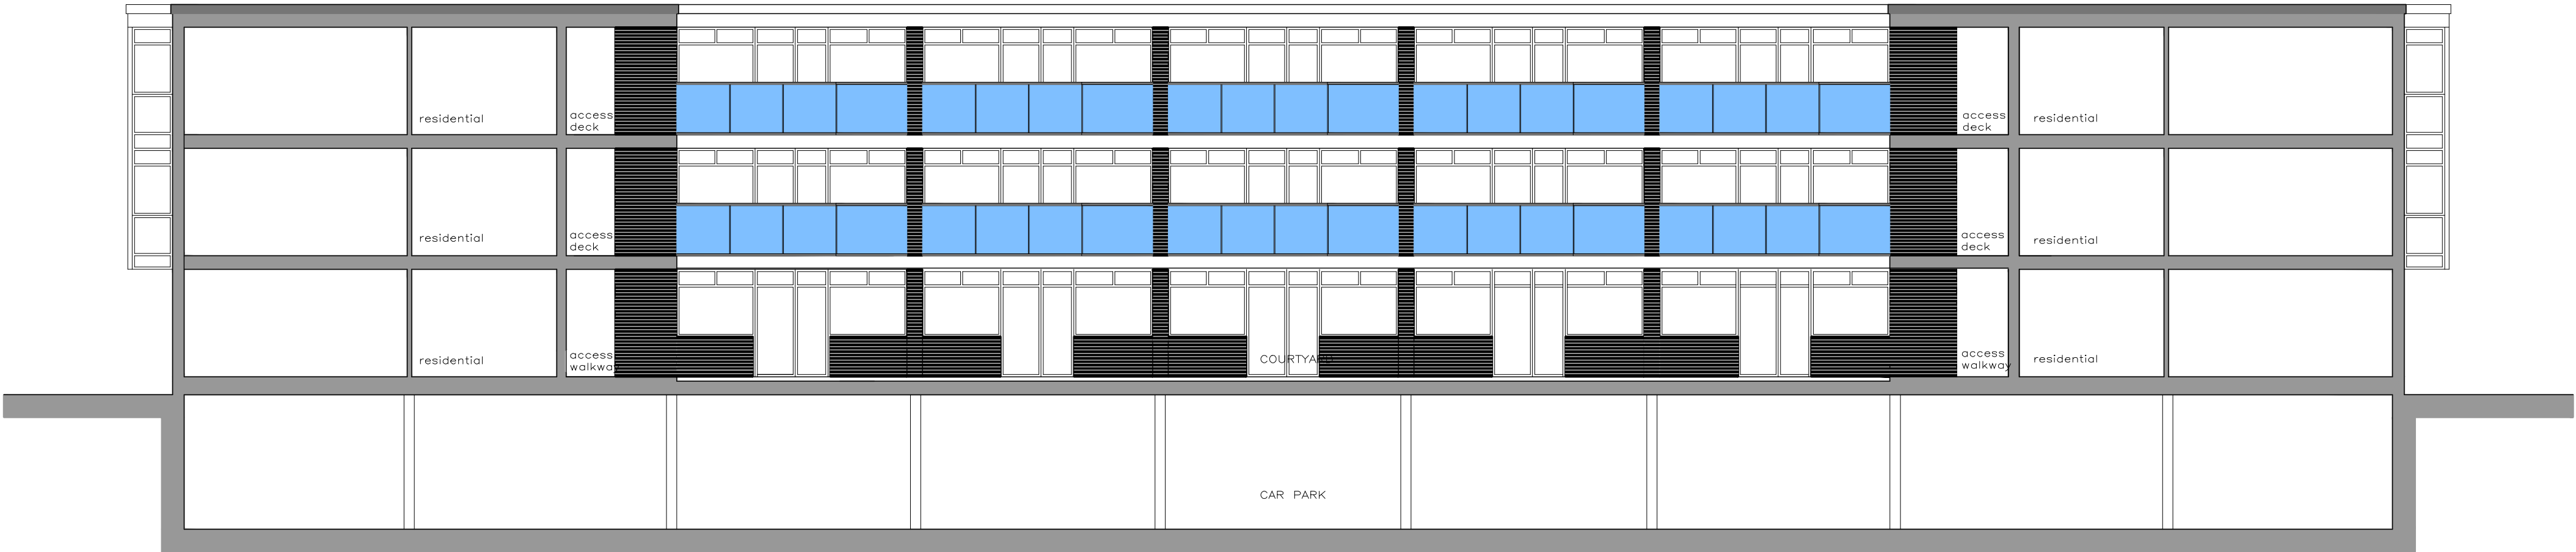 residential
access
deck
access
deck
residential
residential
access
deck
access
deck
residential
residential
access
walkway
COURTYARD
access
walkway
residential
CAR PARK